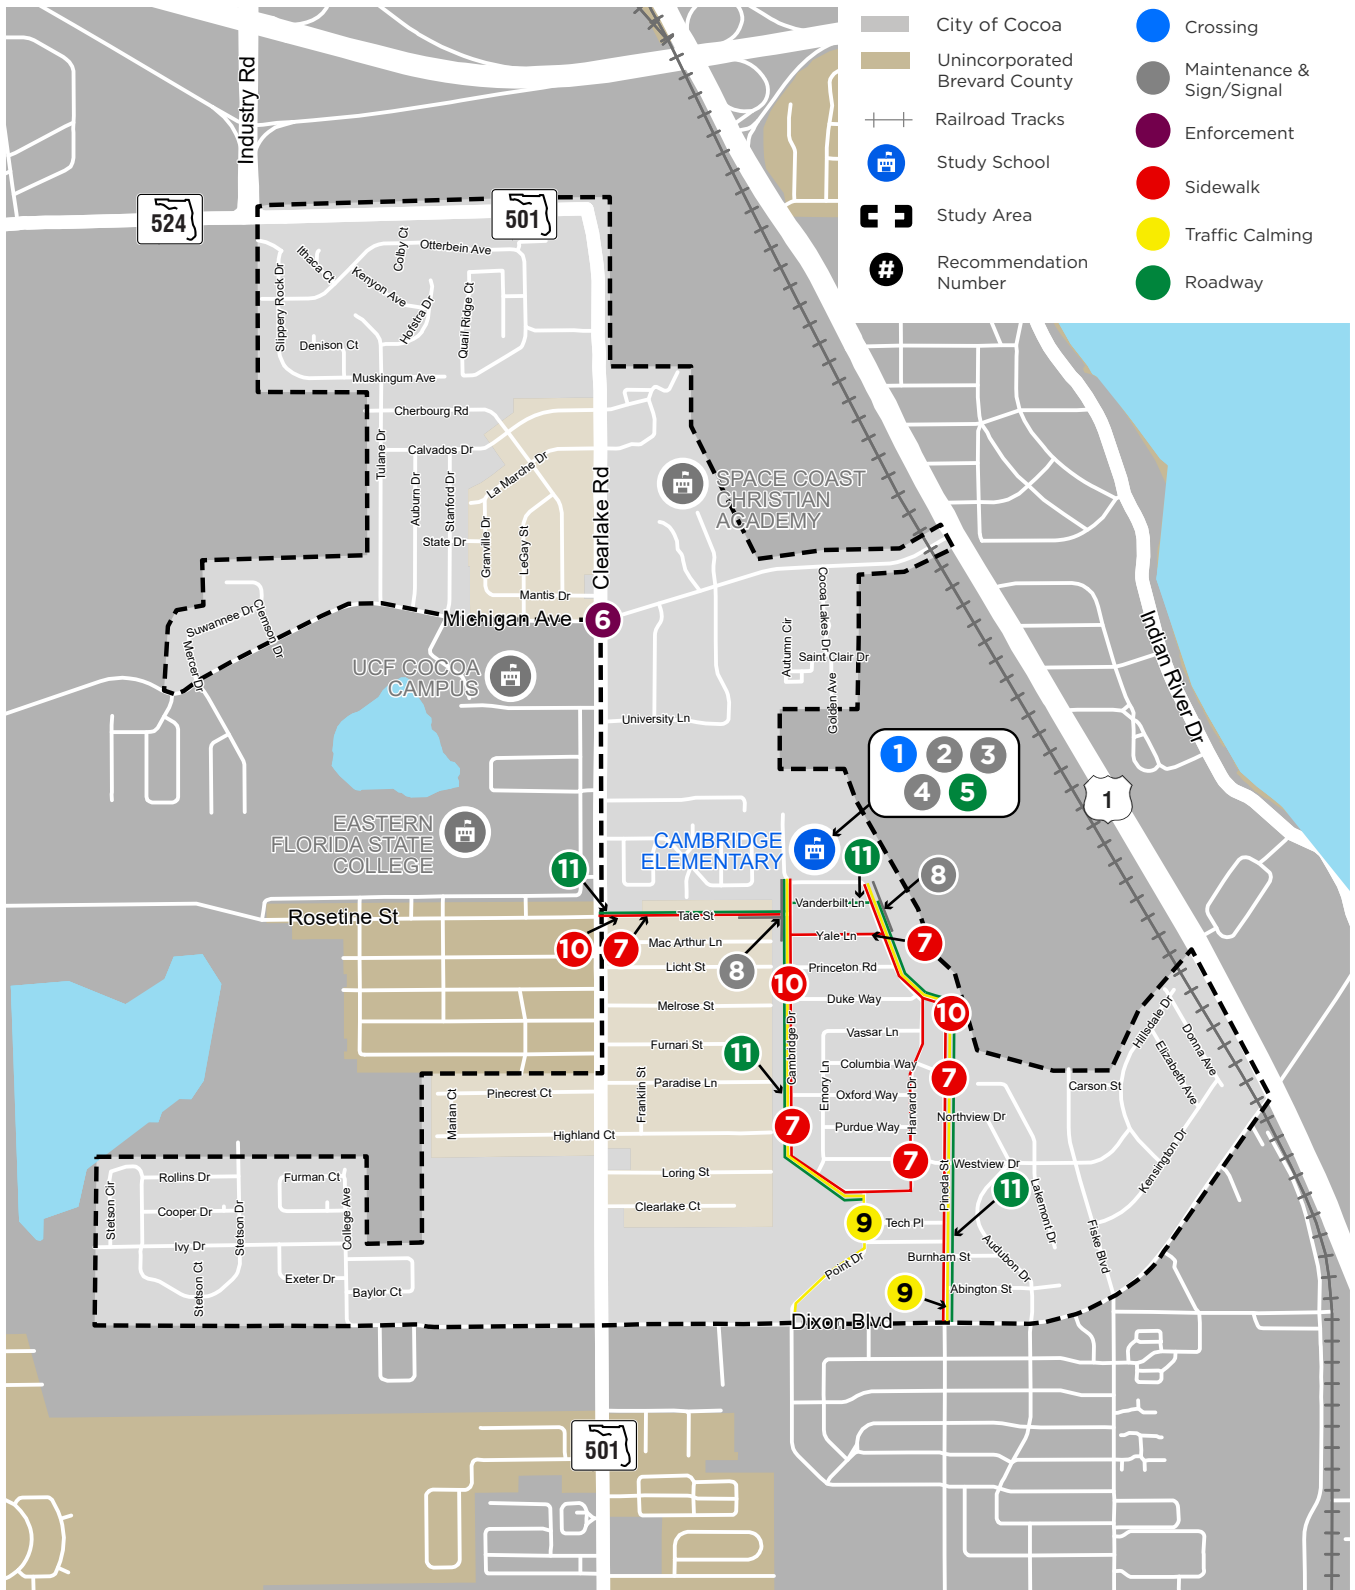 City of Cocoa
Unincorporated
Brevard County
Railroad Tracks
Study School
Study Area
#
Recommendation
Number
Crossing
Maintenance &
Sign/Signal
Enforcement
Sidewalk
Traffic Calming
Roadway
Industry Rd
524
501
Ithaca Ct
Colby Ct
Otterbein Ave
Slippery Rock Dr
Kenyon Ave
Hofstra Dr
Quail Ridge Ct
Denison Ct
Muskingum Ave
Cherbourg Rd
Tulane Dr
Calvados Dr
La Marche Dr
Auburn Dr
Stanford Dr
Clearlake Rd
SPACE COAST
CHRISTIAN
ACADEMY
State Dr
Granville Dr
LeGay St
Mantis Dr
Michigan Ave
6
Suwannee Dr
Clemson Dr
Mercer Dr
UCF COCOA
CAMPUS
Cocoa Lakes Dr
Autumn Cir
Saint Clair Dr
Golden Ave
University Ln
Indian River Dr
1
1
2
3
4
5
EASTERN
FLORIDA STATE
COLLEGE
CAMBRIDGE
ELEMENTARY
11
11
8
Vanderbilt Ln
Rosetine St
Tate St
10
7
Mac Arthur Ln
Yale Ln
7
Licht St
8
Princeton Rd
10
Duke Way
Melrose St
10
Vassar Ln
Furnari St
11
Cambridge Dr
Columbia Way
Paradise Ln
Emory Ln
7
Oxford Way
Harvard Dr
Pinecrest Ct
Marian Ct
Franklin St
Highland Ct
7
Purdue Way
Northview Dr
Carson St
Hillsdale Dr
Donna Ave
Elizabeth Ave
Kensington Dr
7
Westview Dr
Loring St
Pineda St
11
Lakemont Dr
Clearlake Ct
9
Tech Pl
Fiske Blvd
Burnham St
Audubon Dr
Point Dr
9
Abington St
Dixon Blvd
Rollins Dr
Furman Ct
Stetson Cir
Cooper Dr
Stetson Dr
College Ave
Ivy Dr
Stetson Ct
Exeter Dr
Baylor Ct
501